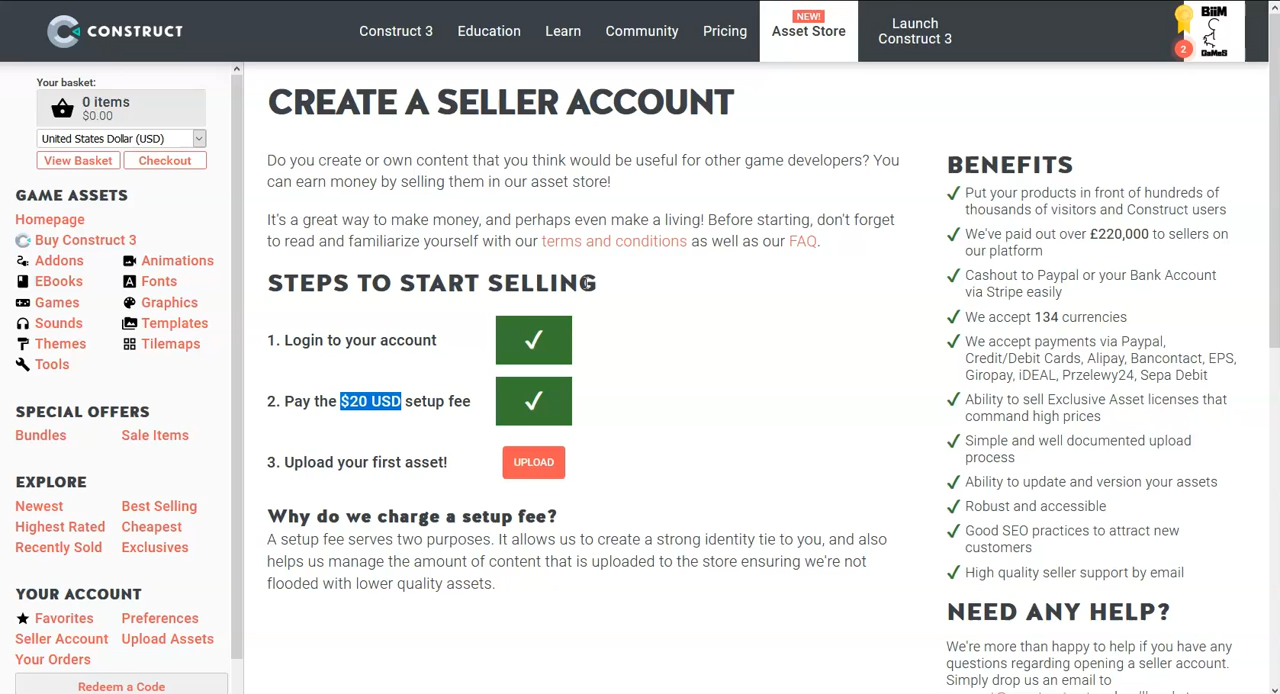 CONSTRUCT
Construct 3
Education
Learn
Community
Pricing
NEW!
Asset Store
Launch
Construct 3
BiiM
GaMeS
2
Your basket:
0 items
$0.00
United States Dollar (USD)
View Basket
Checkout
GAME ASSETS
Homepage
Buy Construct 3
Addons
Animations
EBooks
Fonts
Games
Graphics
Sounds
Templates
Themes
Tilemaps
Tools
SPECIAL OFFERS
Bundles
Sale Items
EXPLORE
Newest
Best Selling
Highest Rated
Cheapest
Recently Sold
Exclusives
YOUR ACCOUNT
Favorites
Preferences
Seller Account
Upload Assets
Your Orders
Redeem a Code
CREATE A SELLER ACCOUNT
Do you create or own content that you think would be useful for other game developers? You
can earn money by selling them in our asset store!
It's a great way to make money, and perhaps even make a living! Before starting, don't forget
to read and familiarize yourself with our terms and conditions as well as our FAQ.
STEPS TO START SELLING
1. Login to your account
2. Pay the $20 USD setup fee
3. Upload your first asset!
UPLOAD
Why do we charge a setup fee?
A setup fee serves two purposes. It allows us to create a strong identity tie to you, and also
helps us manage the amount of content that is uploaded to the store ensuring we're not
flooded with lower quality assets.
BENEFITS
Put your products in front of hundreds of
thousands of visitors and Construct users
We've paid out over £220,000 to sellers on
our platform
Cashout to Paypal or your Bank Account
via Stripe easily
We accept 134 currencies
We accept payments via Paypal,
Credit/Debit Cards, Alipay, Bancontact, EPS,
Giropay, iDEAL, Przelewy24, Sepa Debit
Ability to sell Exclusive Asset licenses that
command high prices
Simple and well documented upload
process
Ability to update and version your assets
Robust and accessible
Good SEO practices to attract new
customers
High quality seller support by email
NEED ANY HELP?
We're more than happy to help if you have any
questions regarding opening a seller account.
Simply drop us an email to